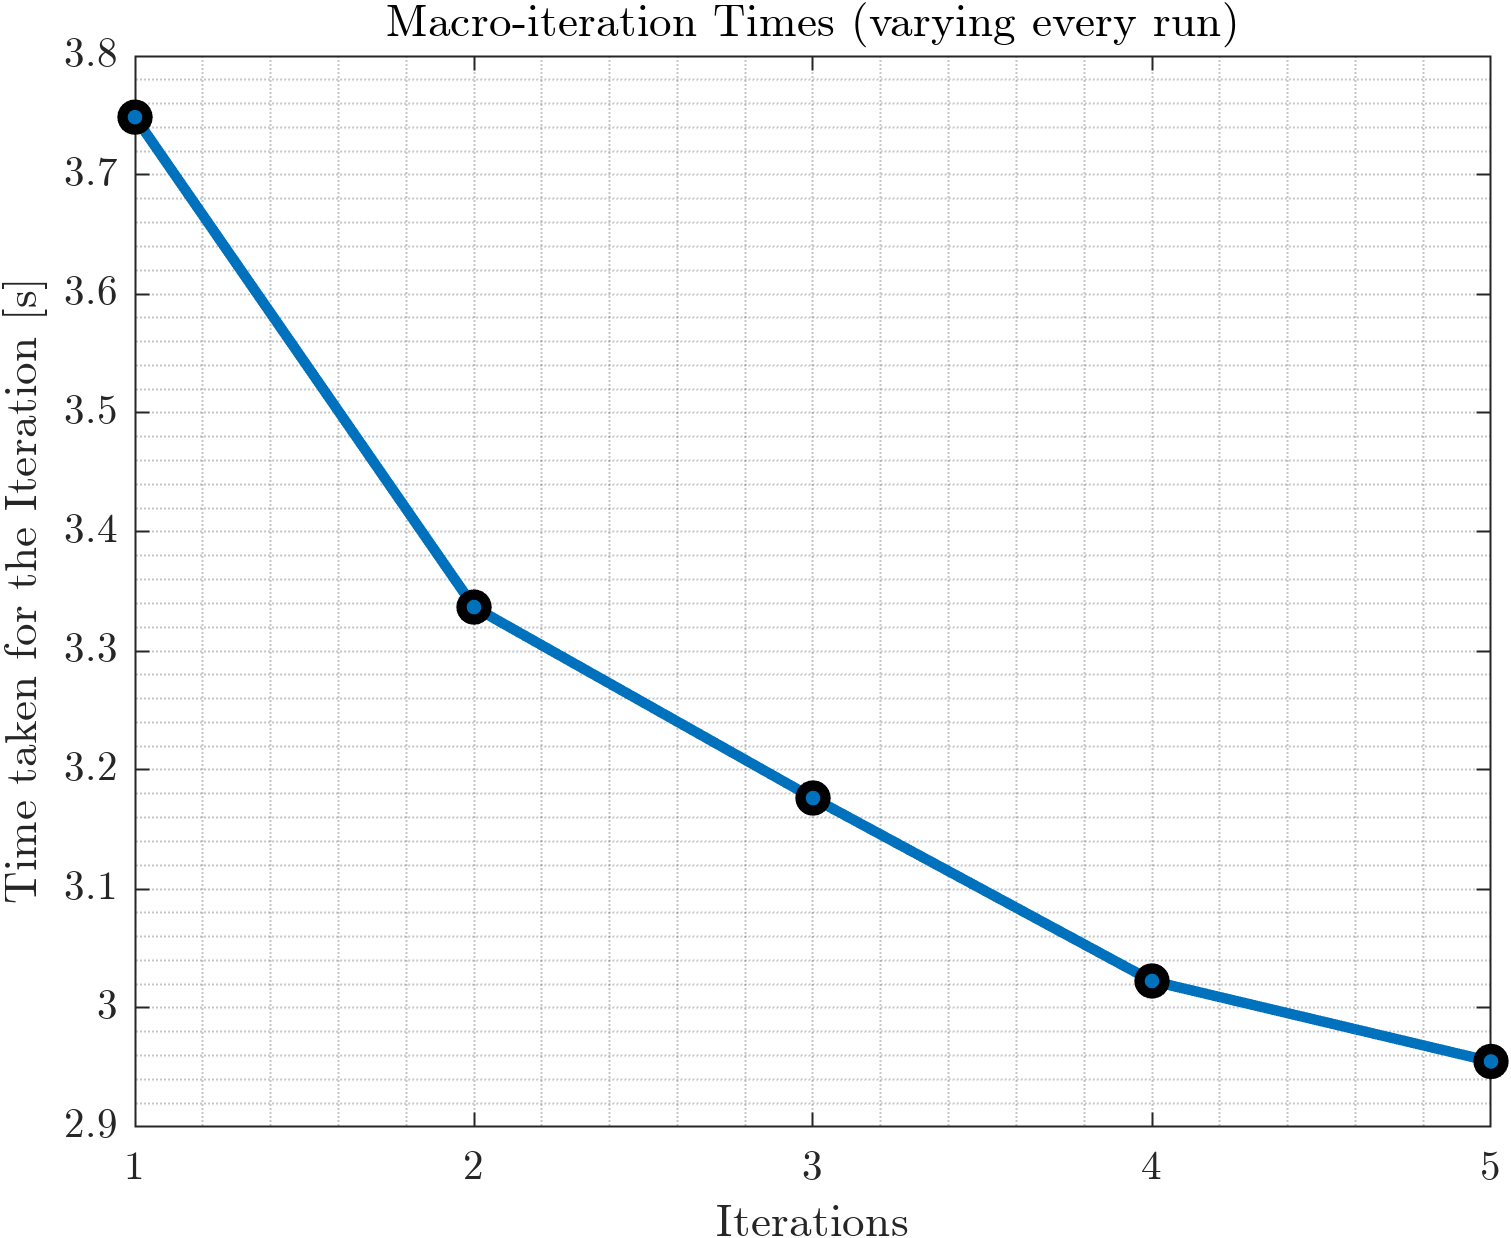 Macro-iteration Times (varying every run)
Time taken for the Iteration [s]
3.8
3.7
3.6
3.5
3.4
3.3
3.2
3.1
3
2.9
1 2 3 4 5
Iterations